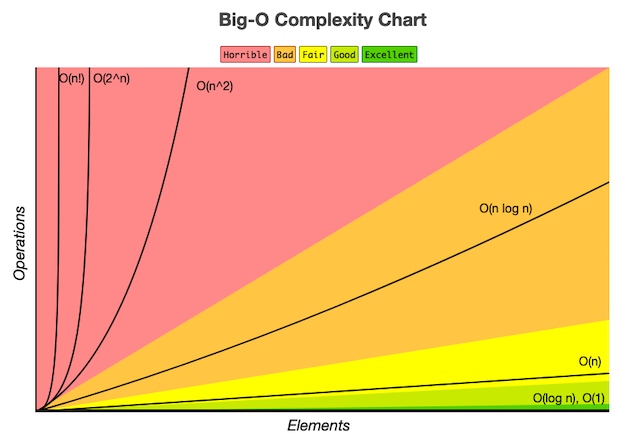 Big-O Complexity Chart
Horrible Bad Fair Good Excellent
O(n!) O(2^n)
O(n^2)
O(n log n)
O(n)
O(log n), O(1)
Operations
Elements